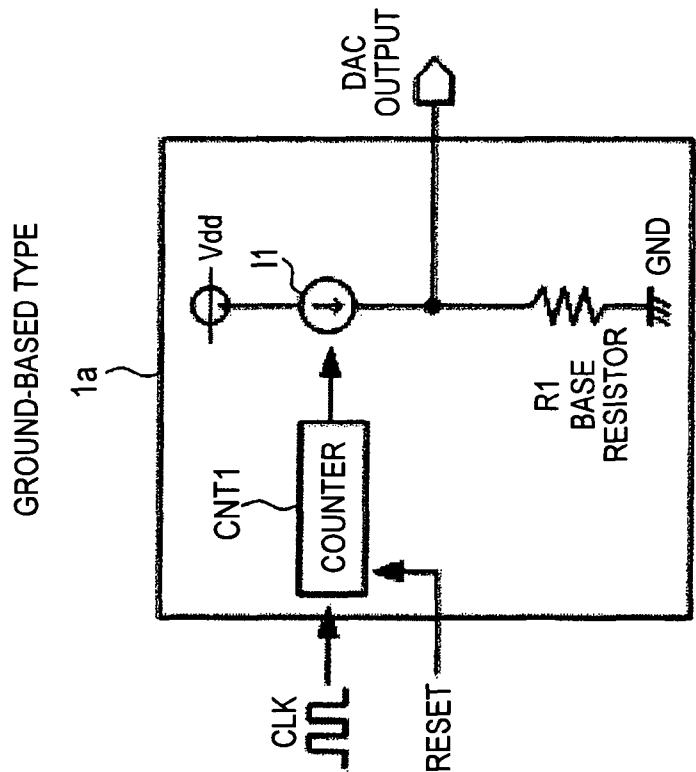 GROUND-BASED TYPE
1a
Vdd
I1
CNT1
COUNTER
CLK
RESET
DAC
OUTPUT
R1
BASE
RESISTOR
GND